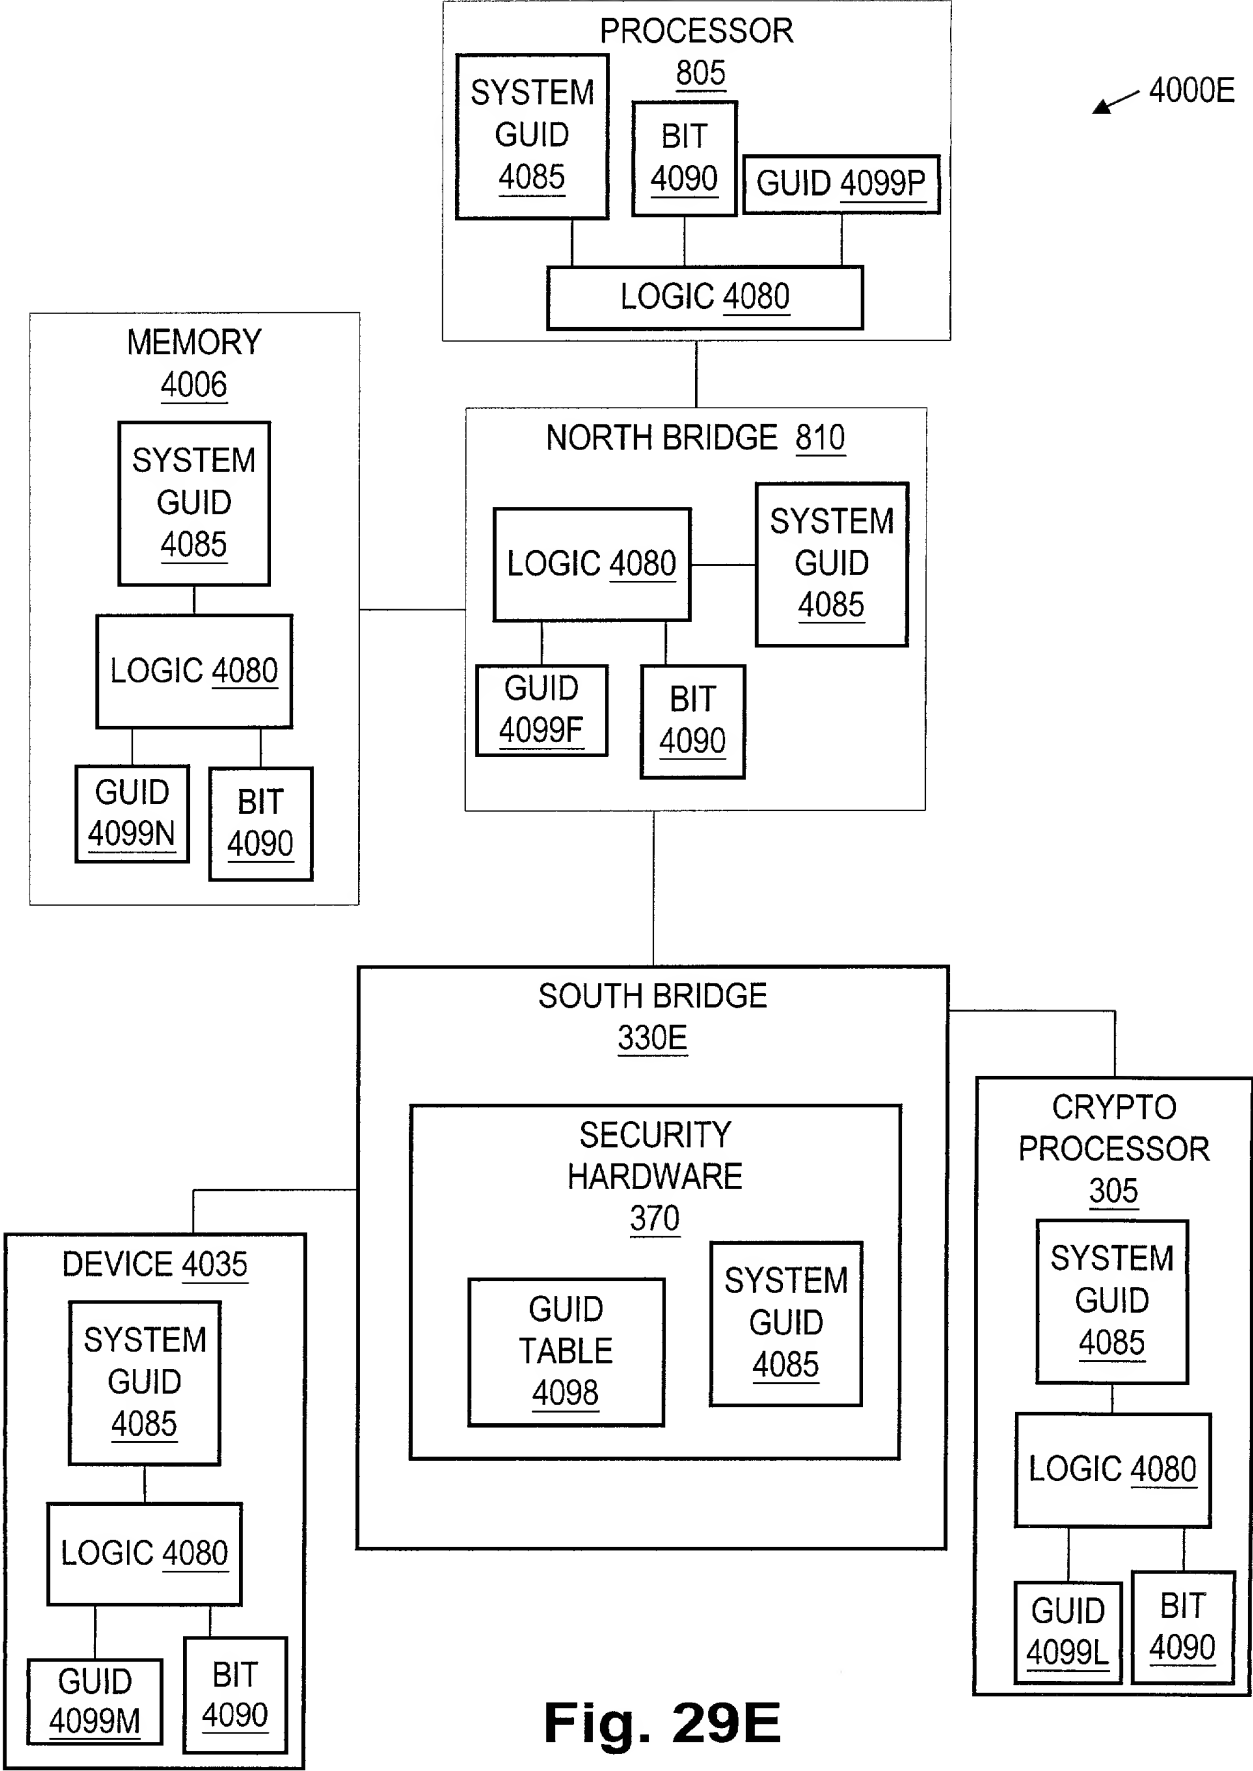 PROCESSOR
805
4000E
SYSTEM
GUID
4085
BIT
4090
GUID 4099P
LOGIC 4080
MEMORY
4006
SYSTEM
GUID
4085
LOGIC 4080
GUID
4099N
BIT
4090
NORTH BRIDGE 810
LOGIC 4080
SYSTEM
GUID
4085
GUID
4099F
BIT
4090
SOUTH BRIDGE
330E
SECURITY
HARDWARE
370
GUID
TABLE
4098
SYSTEM
GUID
4085
CRYPTO
PROCESSOR
305
SYSTEM
GUID
4085
LOGIC 4080
GUID
4099L
BIT
4090
DEVICE 4035
SYSTEM
GUID
4085
LOGIC 4080
GUID
4099M
BIT
4090
Fig. 29E